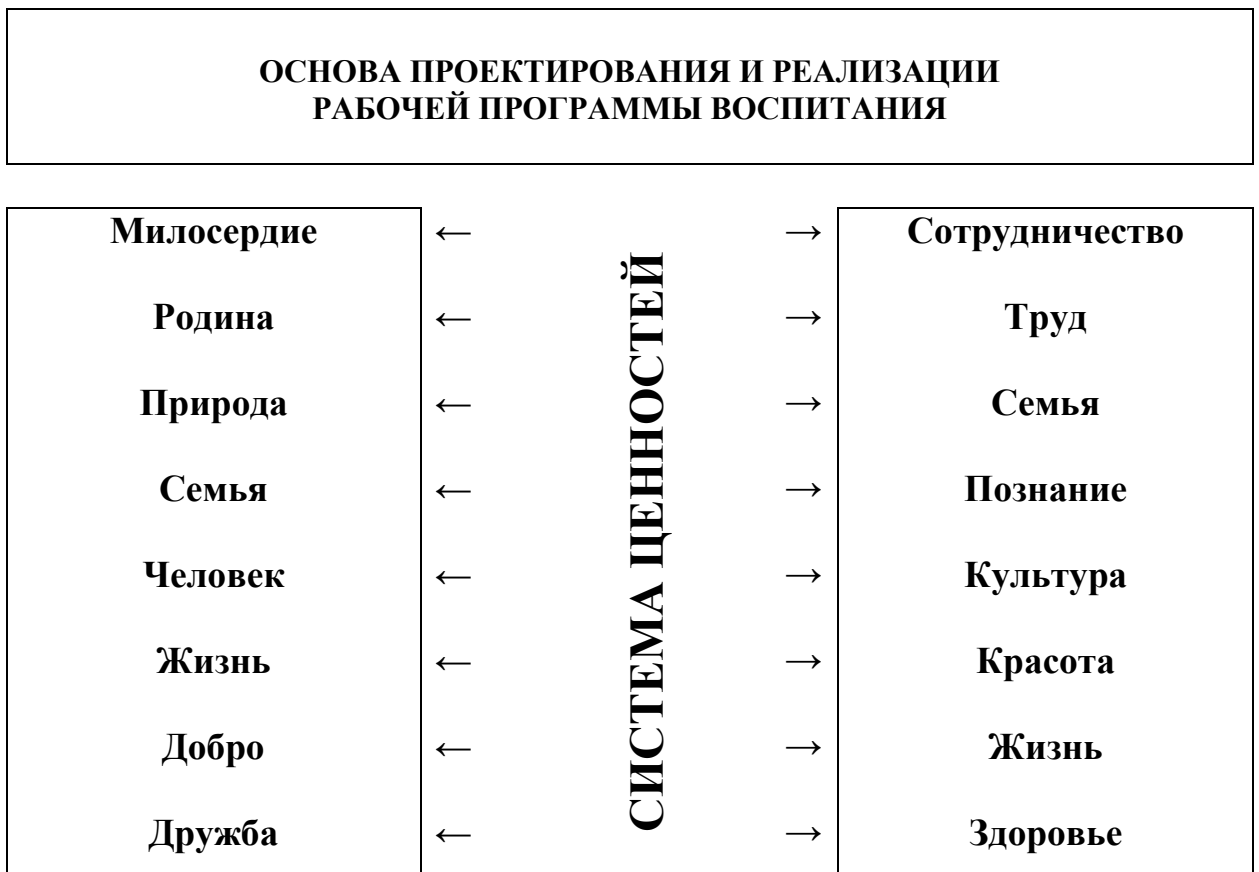 ОСНОВА ПРОЕКТИРОВАНИЯ И РЕАЛИЗАЦИИ
РАБОЧЕЙ ПРОГРАММЫ ВОСПИТАНИЯ
Милосердие ← → Сотрудничество
Родина ← → Труд
Природа ← → Семья
Семья ← → Познание
Человек ← → Культура
Жизнь ← → Красота
Добро ← → Жизнь
Дружба ← → Здоровье
СИСТЕМА ЦЕННОСТЕЙ